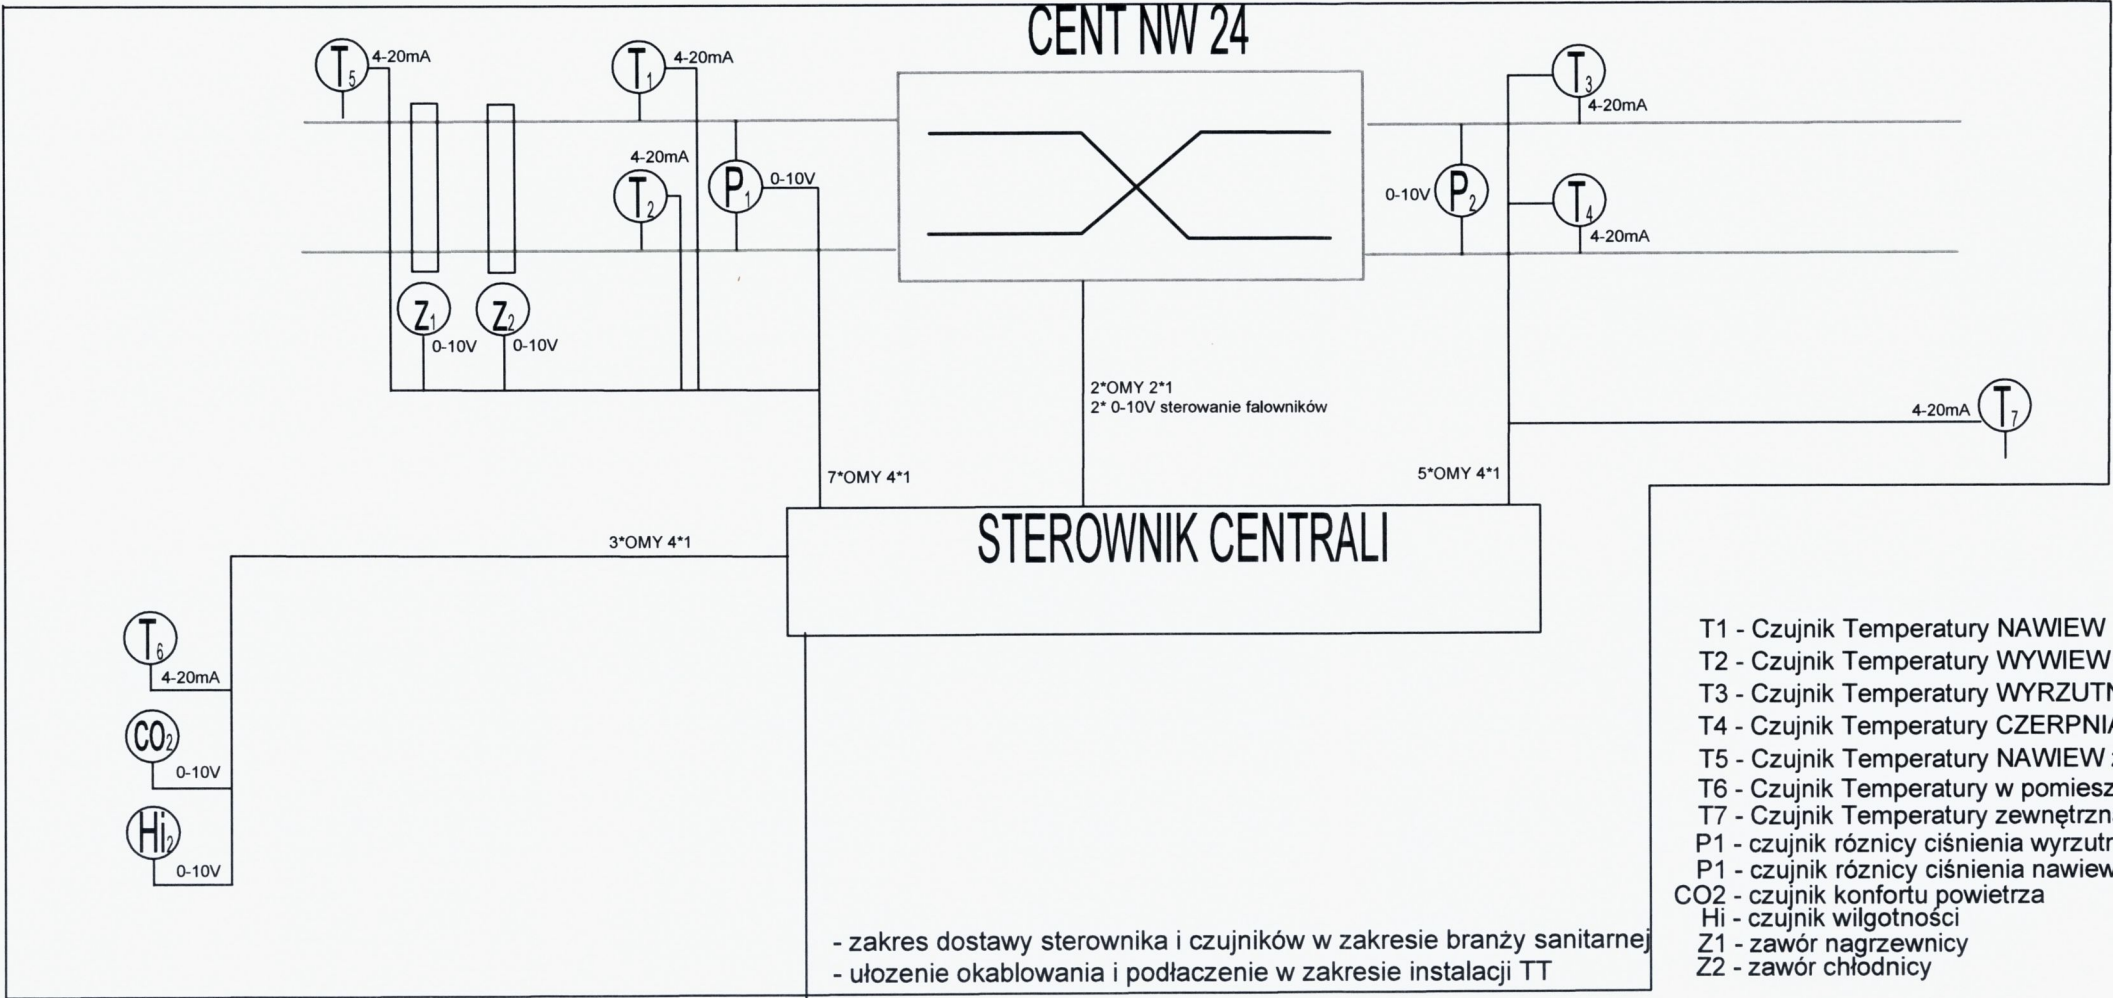 CENT NW 24
T5
4-20mA
T1
4-20mA
T3
4-20mA
4-20mA
T2
P1
0-10V
0-10V
P2
T4
4-20mA
Z1
0-10V
Z2
0-10V
2*OMY 2*1
2* 0-10V sterowanie falowników
4-20mA
T7
7*OMY 4*1
5*OMY 4*1
STEROWNIK CENTRALI
3*OMY 4*1
T6
4-20mA
CO2
0-10V
Hi2
0-10V
T1 - Czujnik Temperatury NAWIEW
T2 - Czujnik Temperatury WYWIEW
T3 - Czujnik Temperatury
T4 - Czujnik Temperatury CZERPNIA
T5 - Czujnik Temperatury NAWIEW
T6 - Czujnik Temperatury w
T7 - Czujnik Temperatury
P1 - czujnik róznicy ciśnienia
P1 - czujnik róznicy ciśnienia nawiew
CO2 - czujnik konfortu powietrza
Hi - czujnik wilgotności
Z1 - zawór nagrzewnicy
Z2 - zawór chłodnicy
- zakres dostawy sterownika i czujników w zakresie branży sanitarnej
- ułozenie okablowania i podłaczenie w zakresie instalacji TT